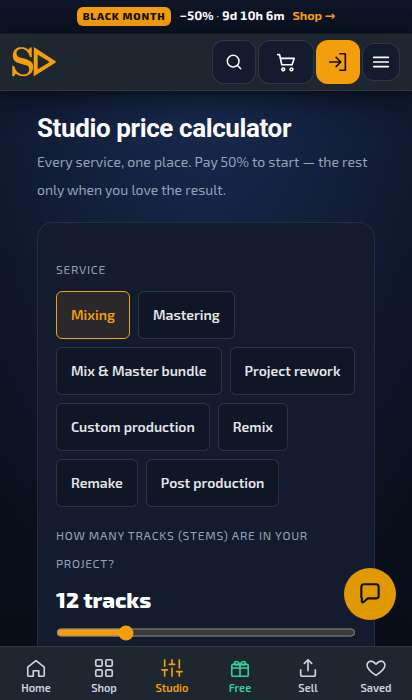 BLACK MONTH −50% · 9d 10h 6m Shop →
S
Studio price calculator
Every service, one place. Pay 50% to start — the rest
only when you love the result.
SERVICE
Mixing Mastering
Mix & Master bundle Project rework
Custom production Remix
Remake Post production
HOW MANY TRACKS (STEMS) ARE IN YOUR
PROJECT?
12 tracks
Home Shop Studio Free Sell Saved